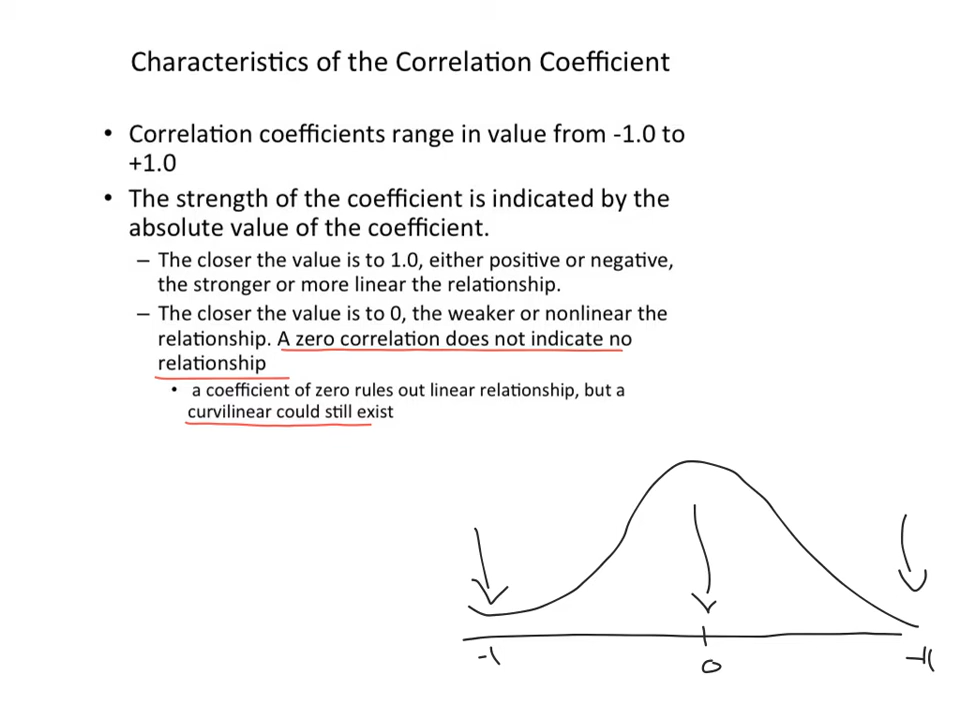 Characteristics of the Correlation Coefficient
• Correlation coefficients range in value from -1.0 to
+1.0
• The strength of the coefficient is indicated by the
absolute value of the coefficient.
– The closer the value is to 1.0, either positive or negative,
the stronger or more linear the relationship.
– The closer the value is to 0, the weaker or nonlinear the
relationship. A zero correlation does not indicate no
relationship
• a coefficient of zero rules out linear relationship, but a
curvilinear could still exist
-1 0 +1